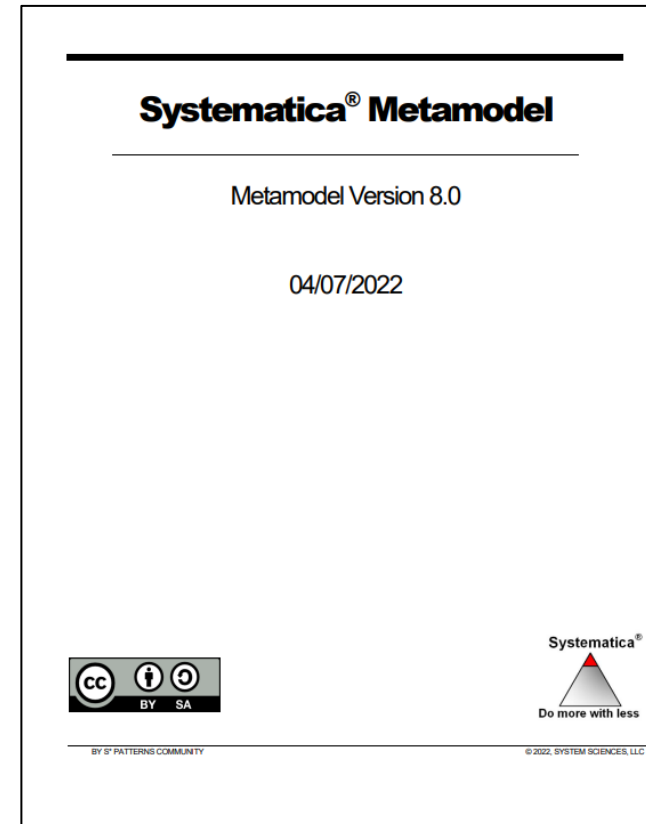 Systematica® Metamodel
Metamodel Version 8.0
04/07/2022
Systematica®
Do more with less
cc
BY SA
BY S* PATTERNS COMMUNITY
© 2022, SYSTEM SCIENCES, LLC